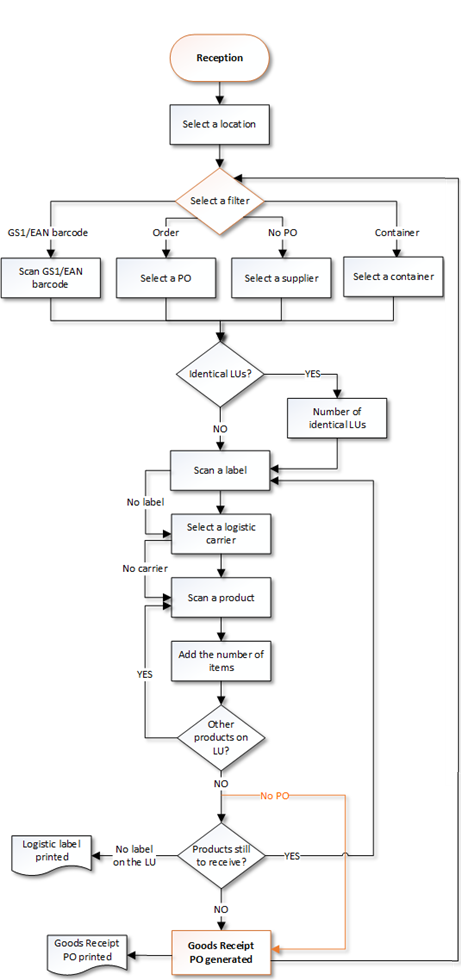 Reception
Select a location
Select a filter
GS1/EAN barcode
Order
No PO
Container
Scan GS1/EAN
barcode
Select a PO
Select a supplier
Select a container
Identical LUs?
YES
Number of
identical LUs
NO
Scan a label
No label
Select a logistic
carrier
No carrier
Scan a product
Add the number of
items
YES
Other
products on
LU?
NO
No PO
Logistic label
printed
No label
on the LU
Products still
to receive?
YES
NO
Goods Receipt
PO printed
Goods Receipt
PO generated